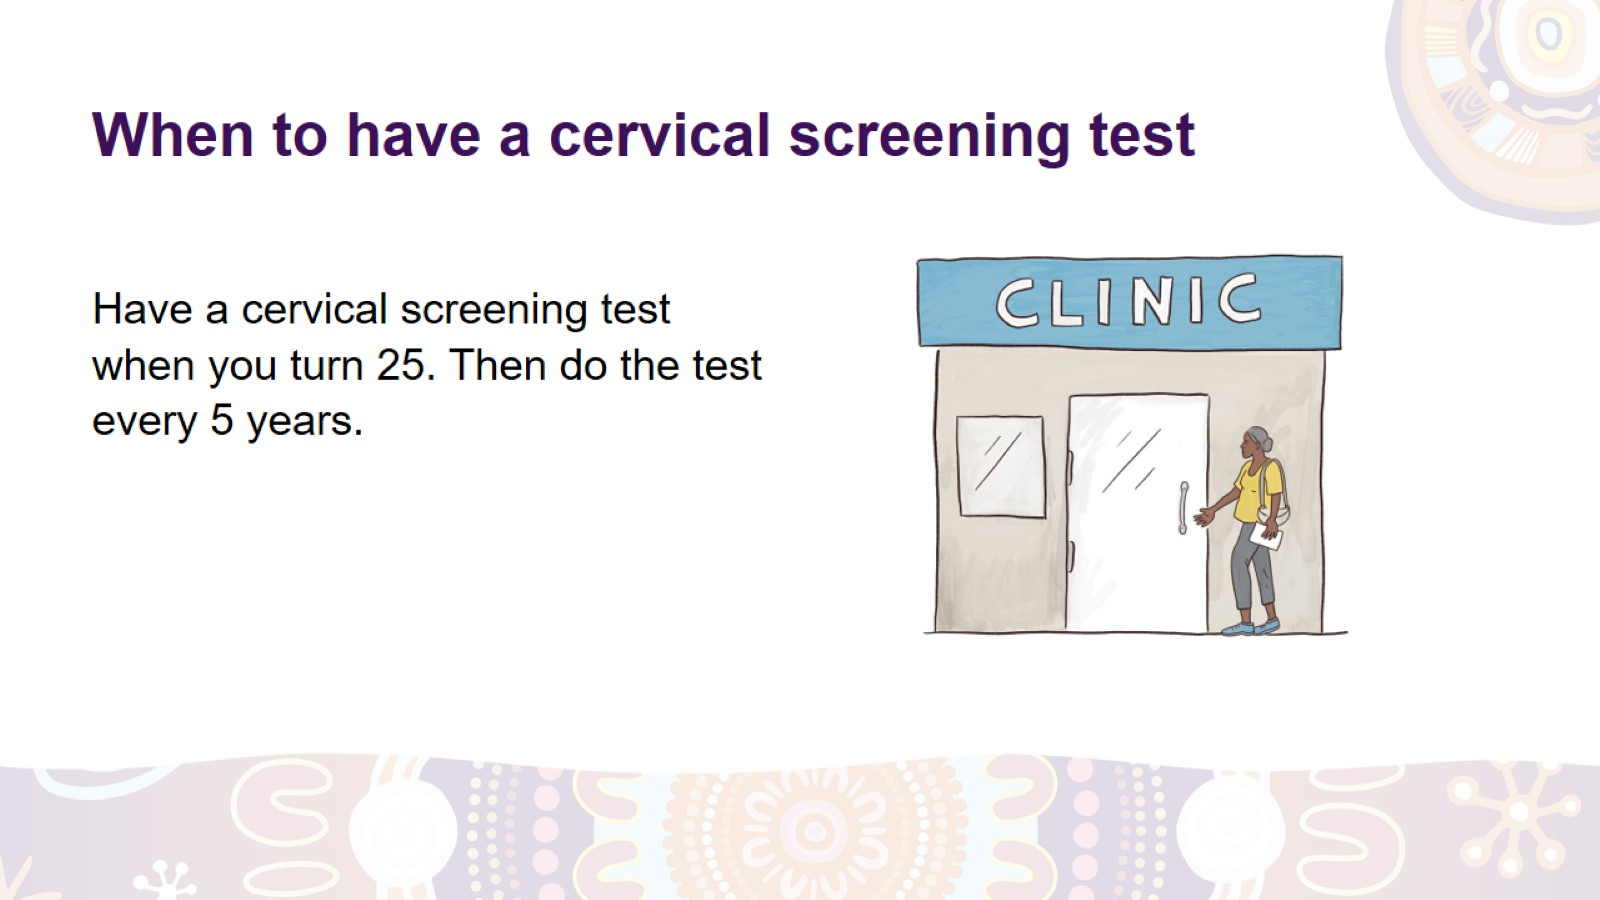 When to have a cervical screening test
Have a cervical screening test
when you turn 25. Then do the test
every 5 years.
CLINIC